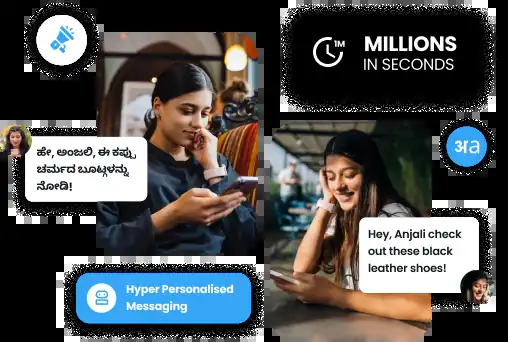 1M
MILLIONS
IN SECONDS
ಹೇ, ಅಂಜಲಿ, ಈ ಕಪ್ಪು
ಚರ್ಮದ ಬೂಟ್ಗಳನ್ನು
ನೋಡಿ!
अa
Hey, Anjali check
out these black
leather shoes!
Hyper Personalised
Messaging